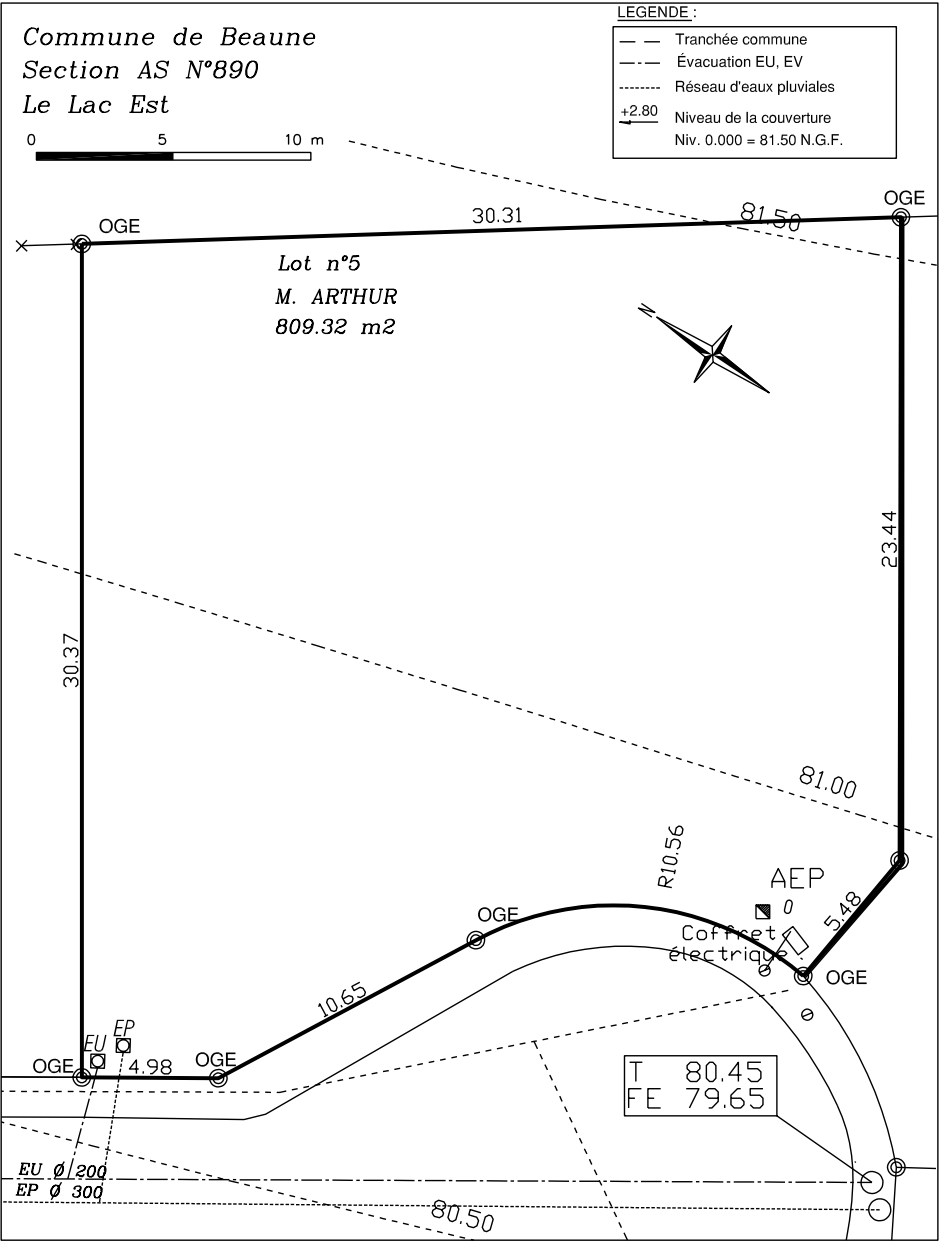 Commune de Beaune
Section AS N°890
Le Lac Est
0 5 10 m
LEGENDE :
Tranchée commune
Évacuation EU, EV
Réseau d'eaux pluviales
+2.80 Niveau de la couverture
Niv. 0.000 = 81.50 N.G.F.
OGE
30.31
81.50
OGE
Lot n°5
M. ARTHUR
809.32 m2
N
23.44
30.37
81.00
R10.56
AEP
5.48
OGE
Coffret
électrique
OGE
10.65
EU
EP
OGE
4.98
OGE
T 80.45
FE 79.65
EU Ø 200
EP Ø 300
80.50